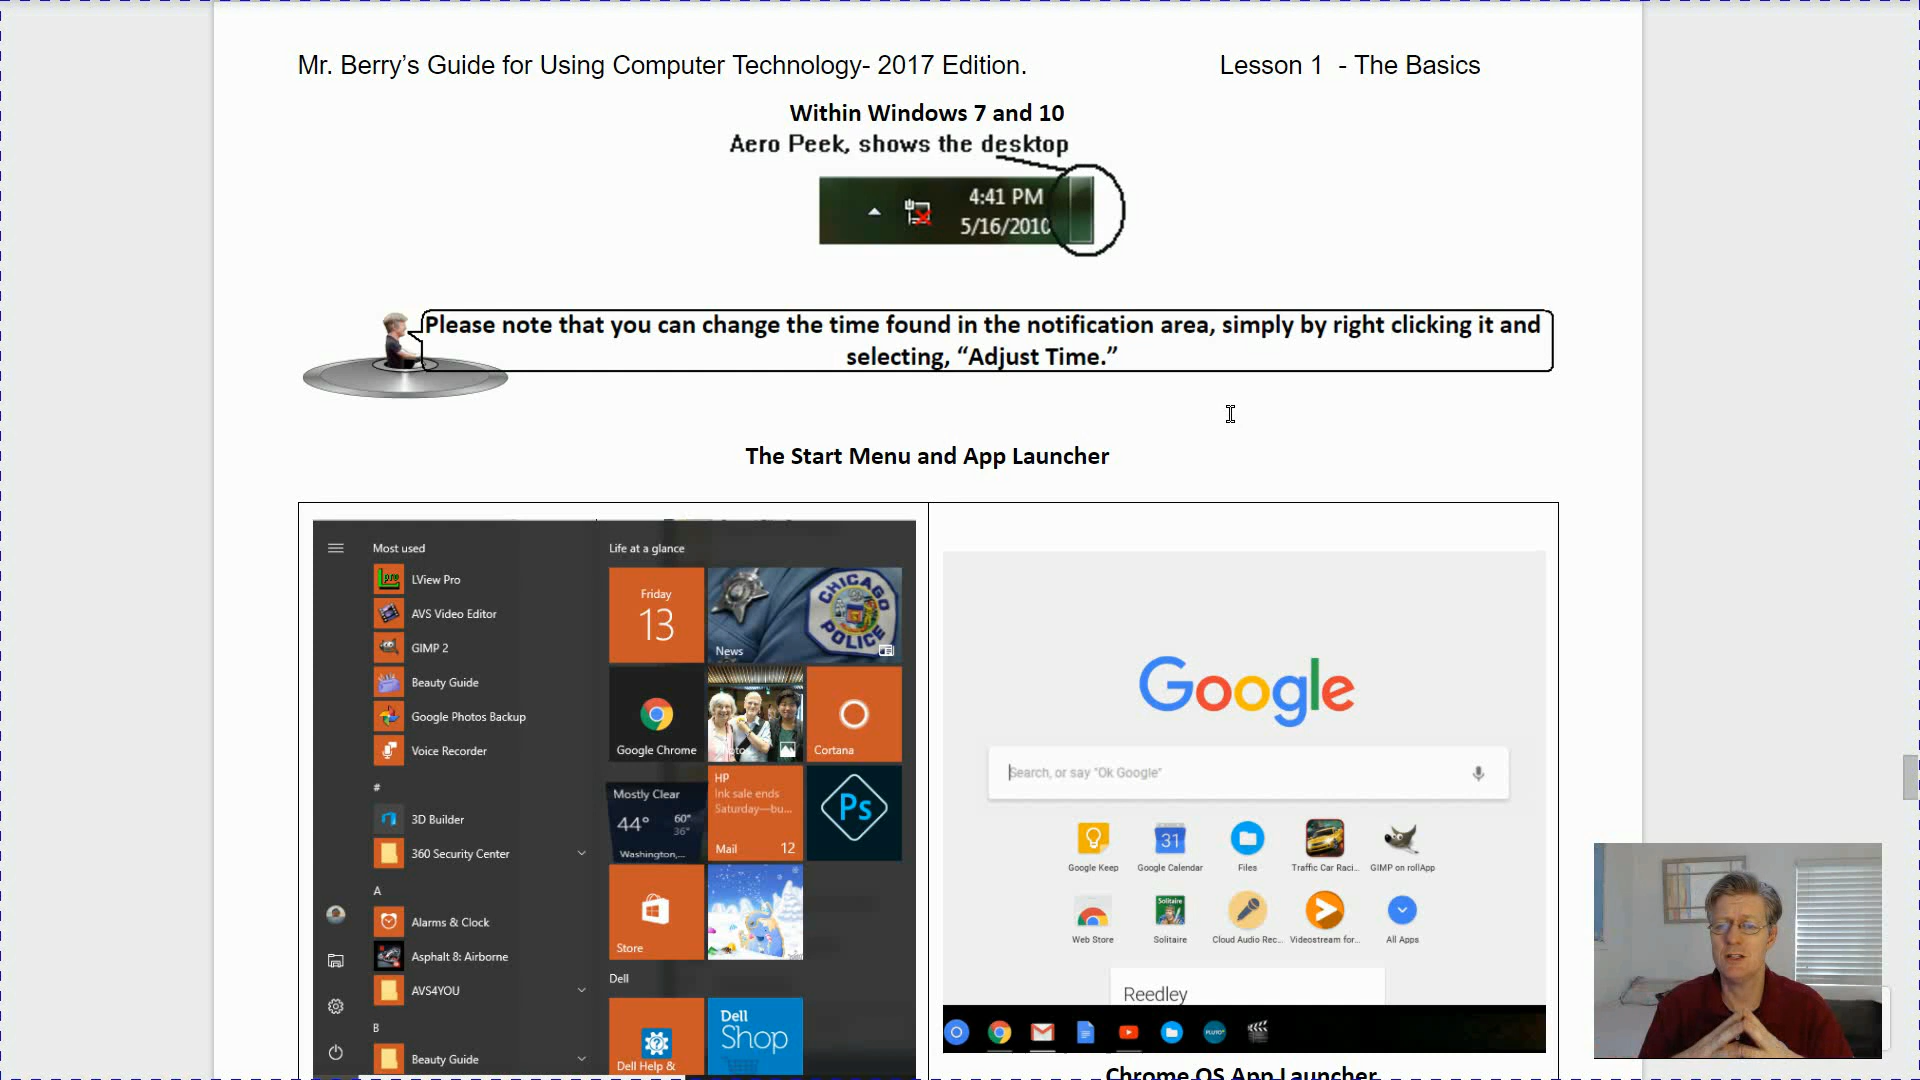 Mr. Berry's Guide for Using Computer Technology- 2017 Edition.
Lesson 1 - The Basics
Within Windows 7 and 10
Aero Peek, shows the desktop
4:41 PM
5/16/2010
Please note that you can change the time found in the notification area, simply by right clicking it and
selecting, “Adjust Time.”
The Start Menu and App Launcher
Most used
LView Pro
AVS Video Editor
GIMP 2
Beauty Guide
Google Photos Backup
Voice Recorder
#
3D Builder
360 Security Center
A
Alarms & Clock
Asphalt 8: Airborne
AVS4YOU
B
Beauty Guide
Life at a glance
Friday
13
CHICAGO
POLICE
News
Google Chrome
Photos
Cortana
Mostly Clear
44°
60°
36°
Washington,...
HP
Ink sale ends
Saturday—bu...
Mail 12
Ps
Store
Dell
Dell Help &
Dell
Shop
Google
Search, or say "Ok Google"
31
Google Keep
Google Calendar
Files
Traffic Car Raci...
GIMP on rollApp
Solitaire
Web Store
Solitaire
Cloud Audio Rec...
Videostream for...
All Apps
Reedley
PLUTO
Chrome OS App Launcher